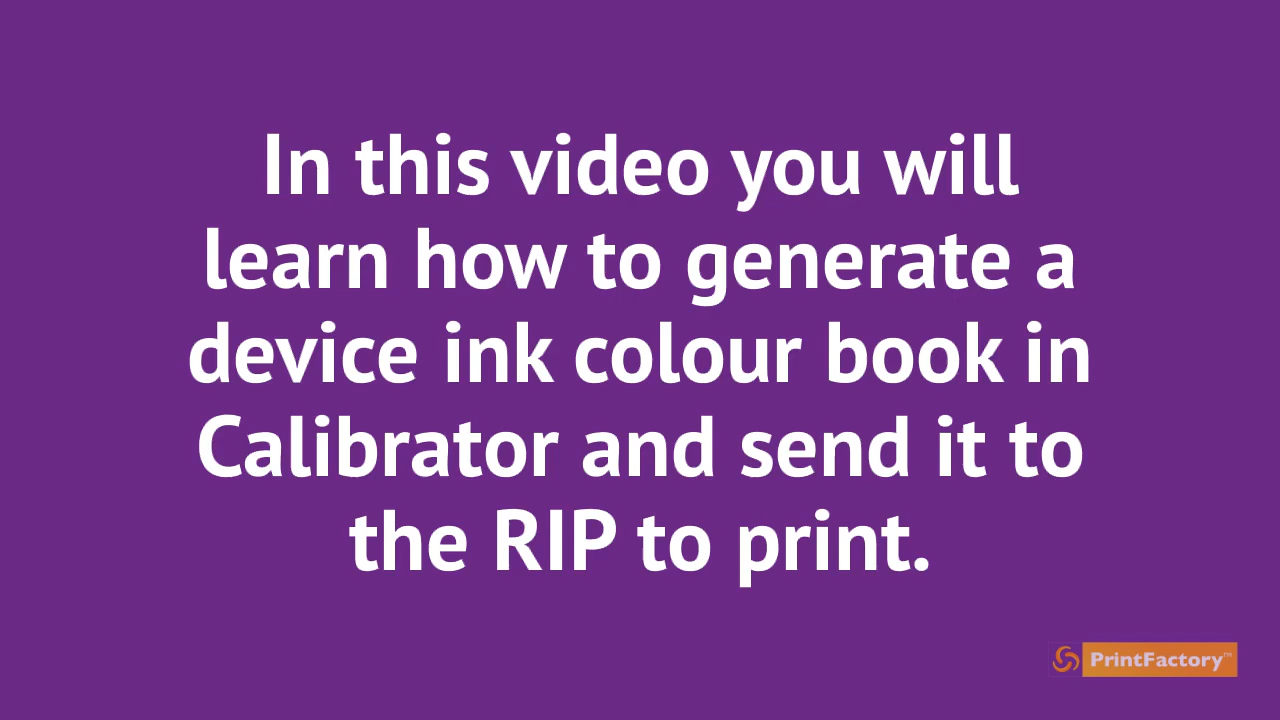 In this video you will
learn how to generate a
device ink colour book in
Calibrator and send it to
the RIP to print.
PrintFactory™